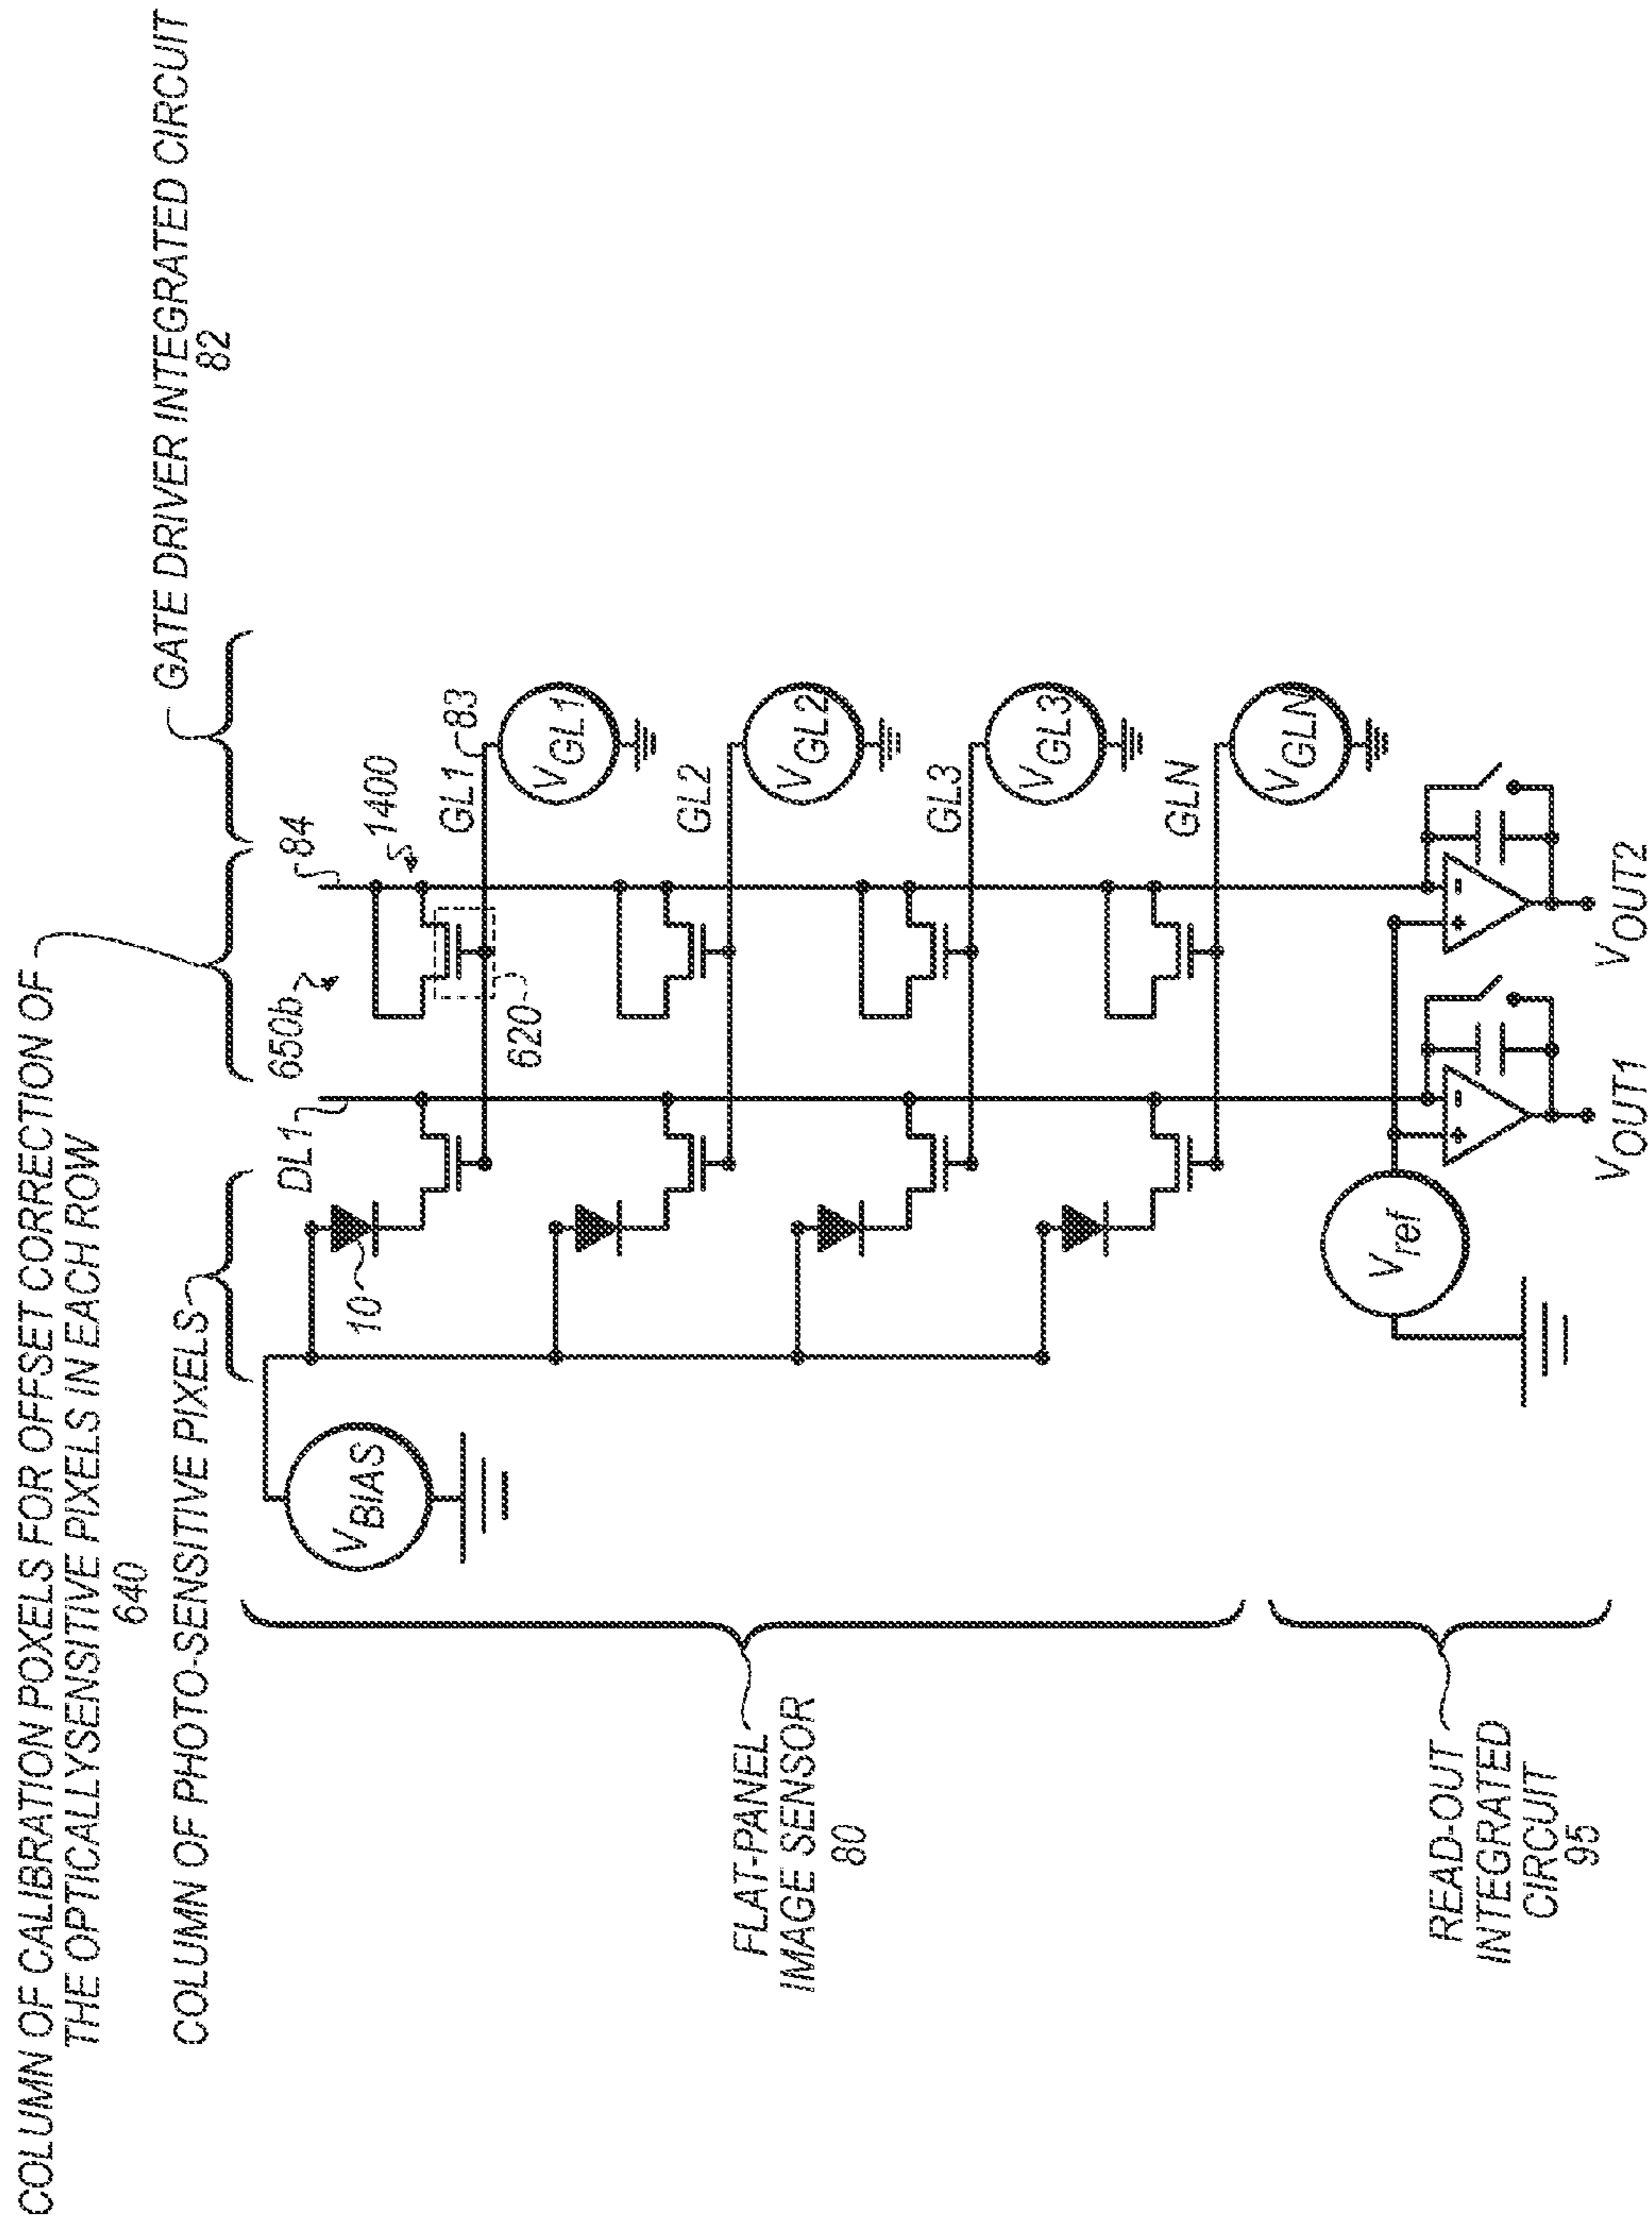 COLUMN OF CALIBRATION POXELS FOR OFFSET CORRECTION OF
THE OPTICALLYSENSITIVE PIXELS IN EACH ROW
640
GATE DRIVER INTEGRATED CIRCUIT
82
COLUMN OF PHOTO-SENSITIVE PIXELS
650b
84
DL1
1400
VBIAS
10
620
GL1
83
VGL1
GL2
VGL2
GL3
VGL3
GLN
VGLN
FLAT-PANEL
IMAGE SENSOR
80
Vref
+
-
+
-
READ-OUT
INTEGRATED
CIRCUIT
95
VOUT1
VOUT2